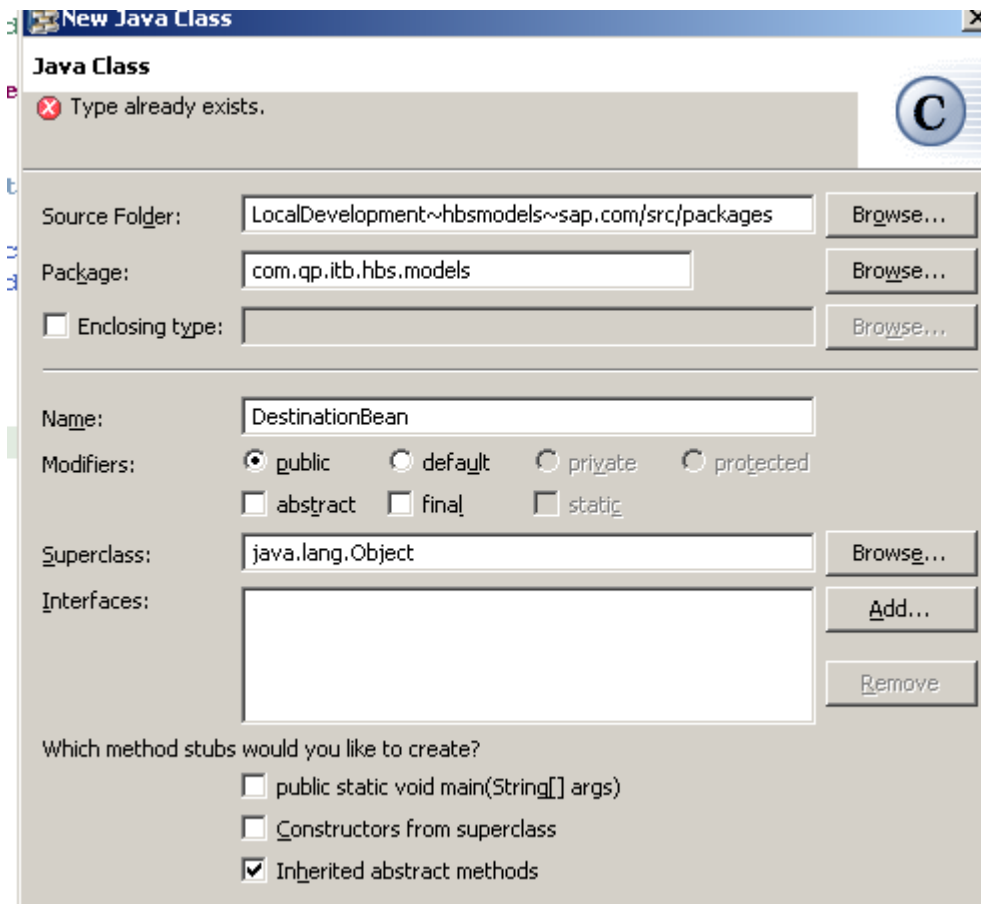 New Java Class
Java Class
Type already exists.
C
Source Folder: LocalDevelopment~hbsmodels~sap.com/src/packages Browse...
Package: com.qp.itb.hbs.models Browse...
Enclosing type: Browse...
Name: DestinationBean
Modifiers: public default private protected
abstract final static
Superclass: java.lang.Object Browse...
Interfaces: Add...
Remove
Which method stubs would you like to create?
public static void main(String[] args)
Constructors from superclass
Inherited abstract methods